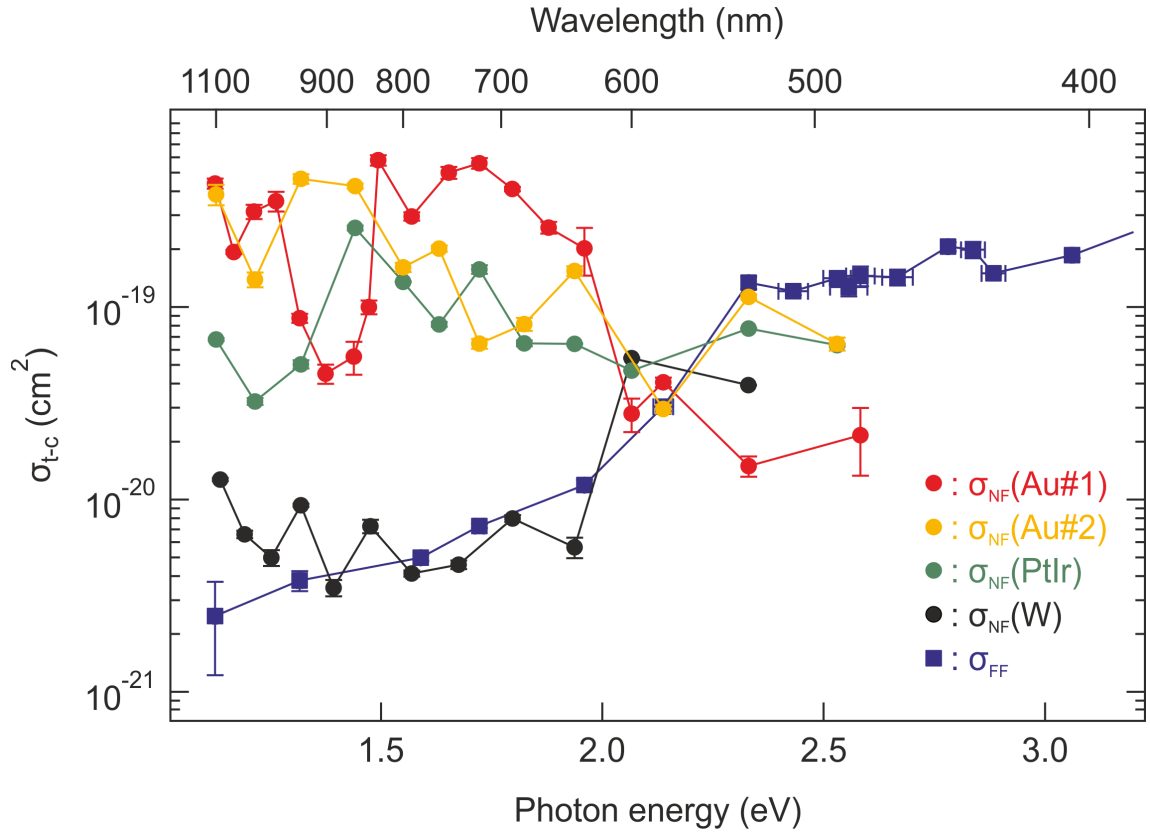 Wavelength (nm)
1100 900 800 700 600 500 400
10⁻¹⁹
10⁻²⁰
10⁻²¹
σt-c (cm²)
: σNF(Au#1)
: σNF(Au#2)
: σNF(PtIr)
: σNF(W)
: σFF
1.5 2.0 2.5 3.0
Photon energy (eV)